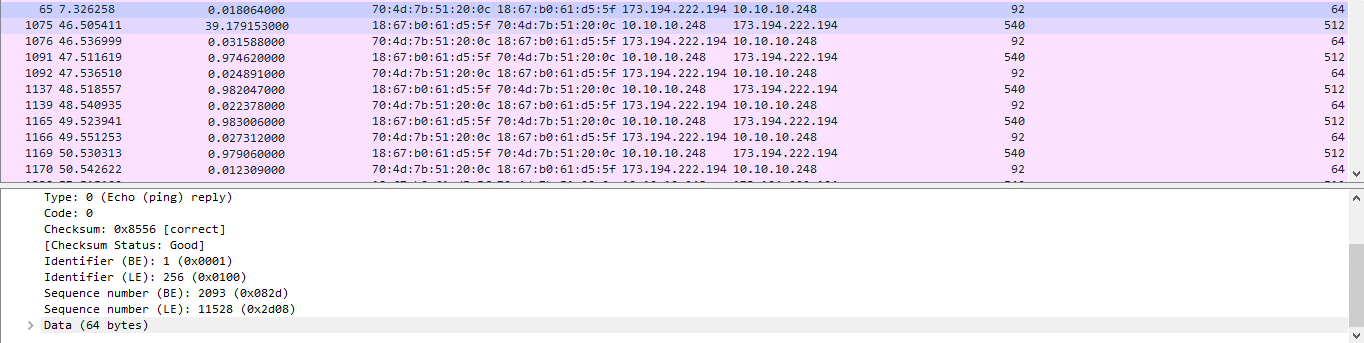 65 7.326258 0.018064000 70:4d:7b:51:20:0c 18:67:b0:61:d5:5f 173.194.222.194 10.10.10.248 92 64
1075 46.505411 39.179153000 18:67:b0:61:d5:5f 70:4d:7b:51:20:0c 10.10.10.248 173.194.222.194 540 512
1076 46.536999 0.031588000 70:4d:7b:51:20:0c 18:67:b0:61:d5:5f 173.194.222.194 10.10.10.248 92 64
1091 47.511619 0.974620000 18:67:b0:61:d5:5f 70:4d:7b:51:20:0c 10.10.10.248 173.194.222.194 540 512
1092 47.536510 0.024891000 70:4d:7b:51:20:0c 18:67:b0:61:d5:5f 173.194.222.194 10.10.10.248 92 64
1137 48.518557 0.982047000 18:67:b0:61:d5:5f 70:4d:7b:51:20:0c 10.10.10.248 173.194.222.194 540 512
1139 48.540935 0.022378000 70:4d:7b:51:20:0c 18:67:b0:61:d5:5f 173.194.222.194 10.10.10.248 92 64
1165 49.523941 0.983006000 18:67:b0:61:d5:5f 70:4d:7b:51:20:0c 10.10.10.248 173.194.222.194 540 512
1166 49.551253 0.027312000 70:4d:7b:51:20:0c 18:67:b0:61:d5:5f 173.194.222.194 10.10.10.248 92 64
1169 50.530313 0.979060000 18:67:b0:61:d5:5f 70:4d:7b:51:20:0c 10.10.10.248 173.194.222.194 540 512
1170 50.542622 0.012309000 70:4d:7b:51:20:0c 18:67:b0:61:d5:5f 173.194.222.194 10.10.10.248 92 64
Type: 0 (Echo (ping) reply)
Code: 0
Checksum: 0x8556 [correct]
[Checksum Status: Good]
Identifier (BE): 1 (0x0001)
Identifier (LE): 256 (0x0100)
Sequence number (BE): 2093 (0x082d)
Sequence number (LE): 11528 (0x2d08)
Data (64 bytes)